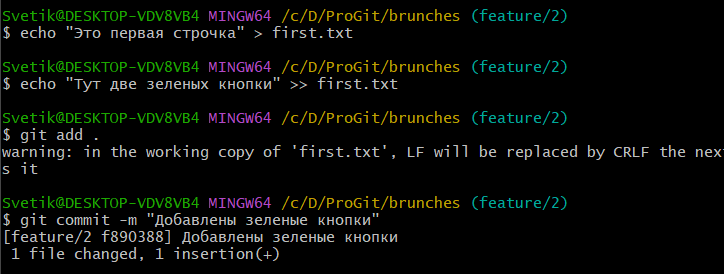 Svetik@DESKTOP-VDV8VB4 MINGW64 /c/D/ProGit/brunches (feature/2)
$ echo "Это первая строчка" > first.txt
Svetik@DESKTOP-VDV8VB4 MINGW64 /c/D/ProGit/brunches (feature/2)
$ echo "Тут две зеленых кнопки" >> first.txt
Svetik@DESKTOP-VDV8VB4 MINGW64 /c/D/ProGit/brunches (feature/2)
$ git add .
warning: in the working copy of 'first.txt', LF will be replaced by CRLF the nex
s it
Svetik@DESKTOP-VDV8VB4 MINGW64 /c/D/ProGit/brunches (feature/2)
$ git commit -m "Добавлены зеленые кнопки"
[feature/2 f890388] Добавлены зеленые кнопки
 1 file changed, 1 insertion(+)